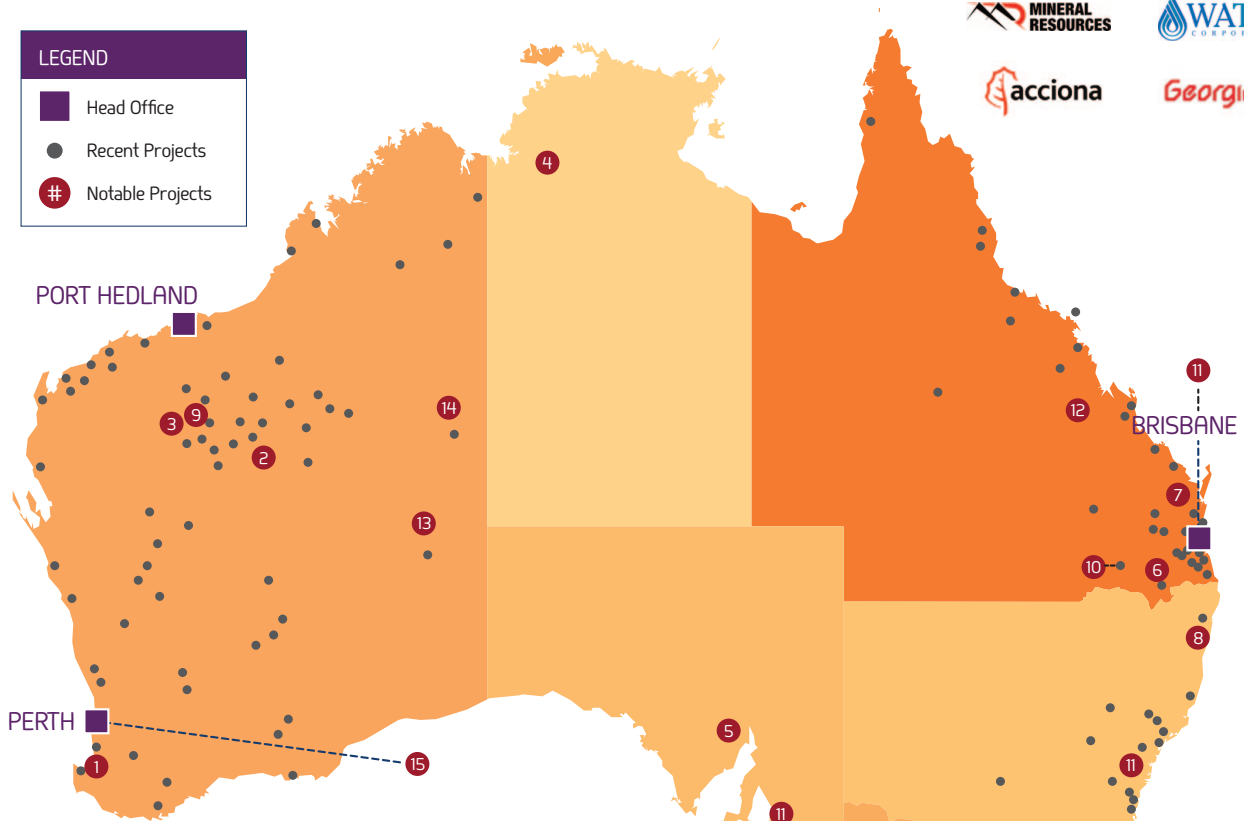 MINERAL
RESOURCES
acciona
LEGEND
Head Office
Recent Projects
# Notable Projects
PORT HEDLAND
BRISBANE
PERTH
4
11
14
3
9
12
2
7
13
10
6
8
5
15
1
11
11